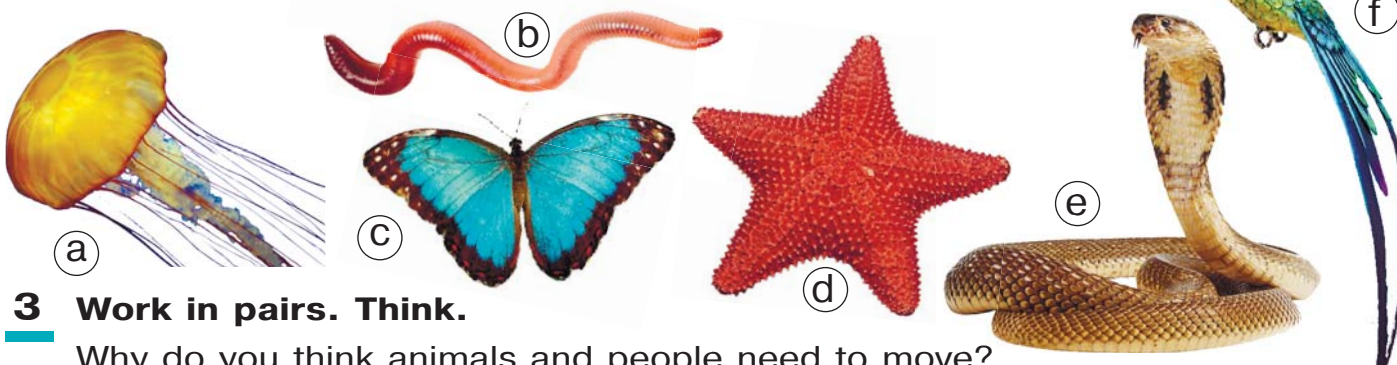 b
f
a
c
d
e
3 Work in pairs. Think.
Why do you think animals and people need to move?